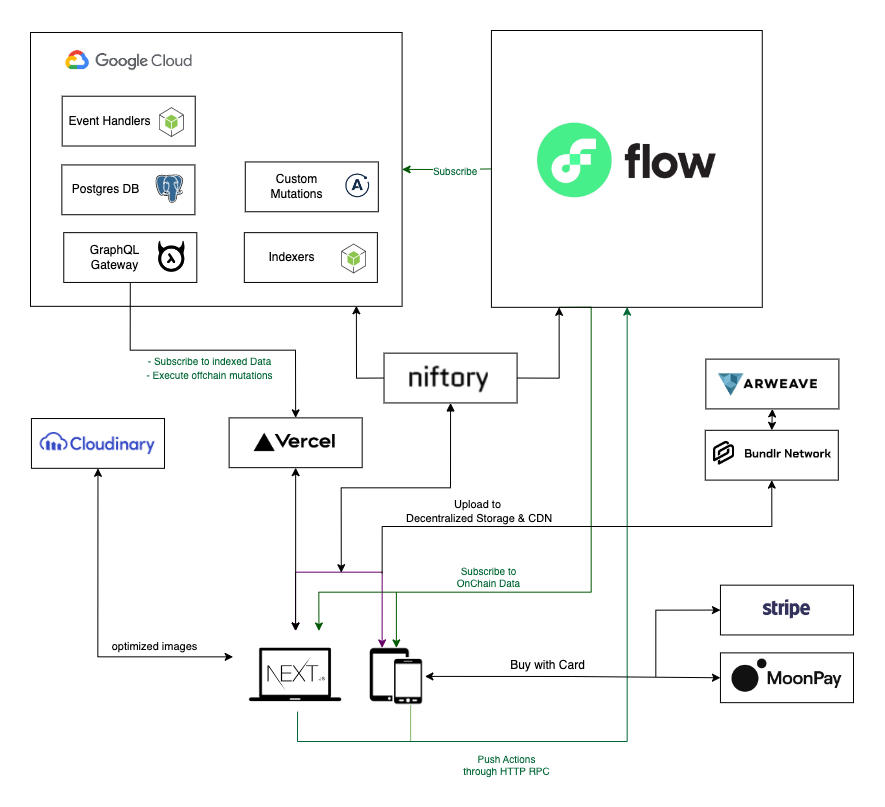 Google Cloud
flow
Event Handlers
Subscribe
Postgres DB
Custom
Mutations
GraphQL
Gateway
Indexers
- Subscribe to indexed Data
- Execute offchain mutations
niftory
ARWEAVE
Cloudinary
Vercel
Bundlr Network
Upload to
Decentralized Storage & CDN
Subscribe to
OnChain Data
stripe
optimized images
NEXT.JS
Buy with Card
MoonPay
Push Actions
through HTTP RPC